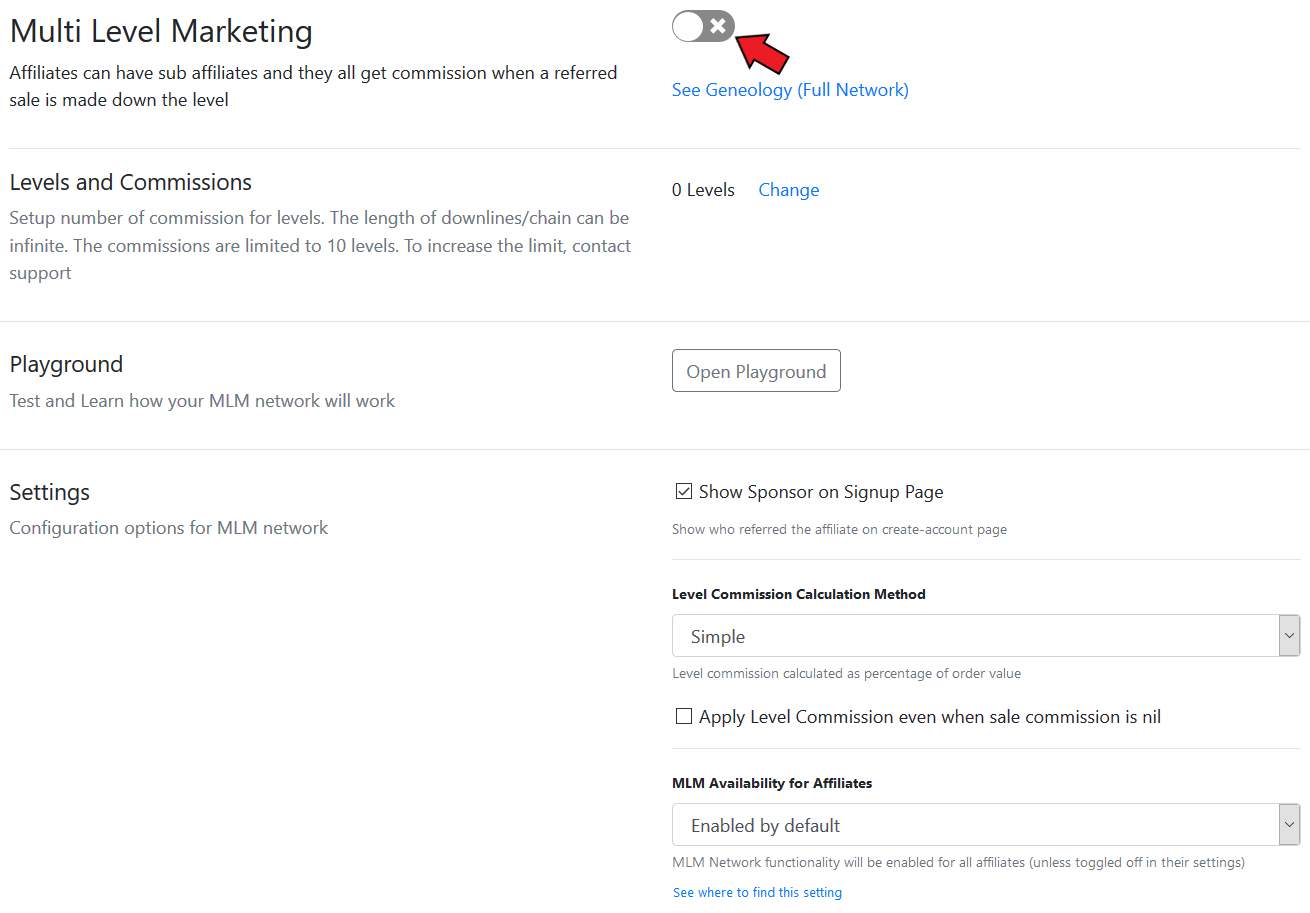 Multi Level Marketing
Affiliates can have sub affiliates and they all get commission when a referred
sale is made down the level
See Geneology (Full Network)
Levels and Commissions
0 Levels Change
Setup number of commission for levels. The length of downlines/chain can be
infinite. The commissions are limited to 10 levels. To increase the limit, contact
support
Playground
Open Playground
Test and Learn how your MLM network will work
Settings
Configuration options for MLM network
Show Sponsor on Signup Page
Show who referred the affiliate on create-account page
Level Commission Calculation Method
Simple
Level commission calculated as percentage of order value
Apply Level Commission even when sale commission is nil
MLM Availability for Affiliates
Enabled by default
MLM Network functionality will be enabled for all affiliates (unless toggled off in their settings)
See where to find this setting